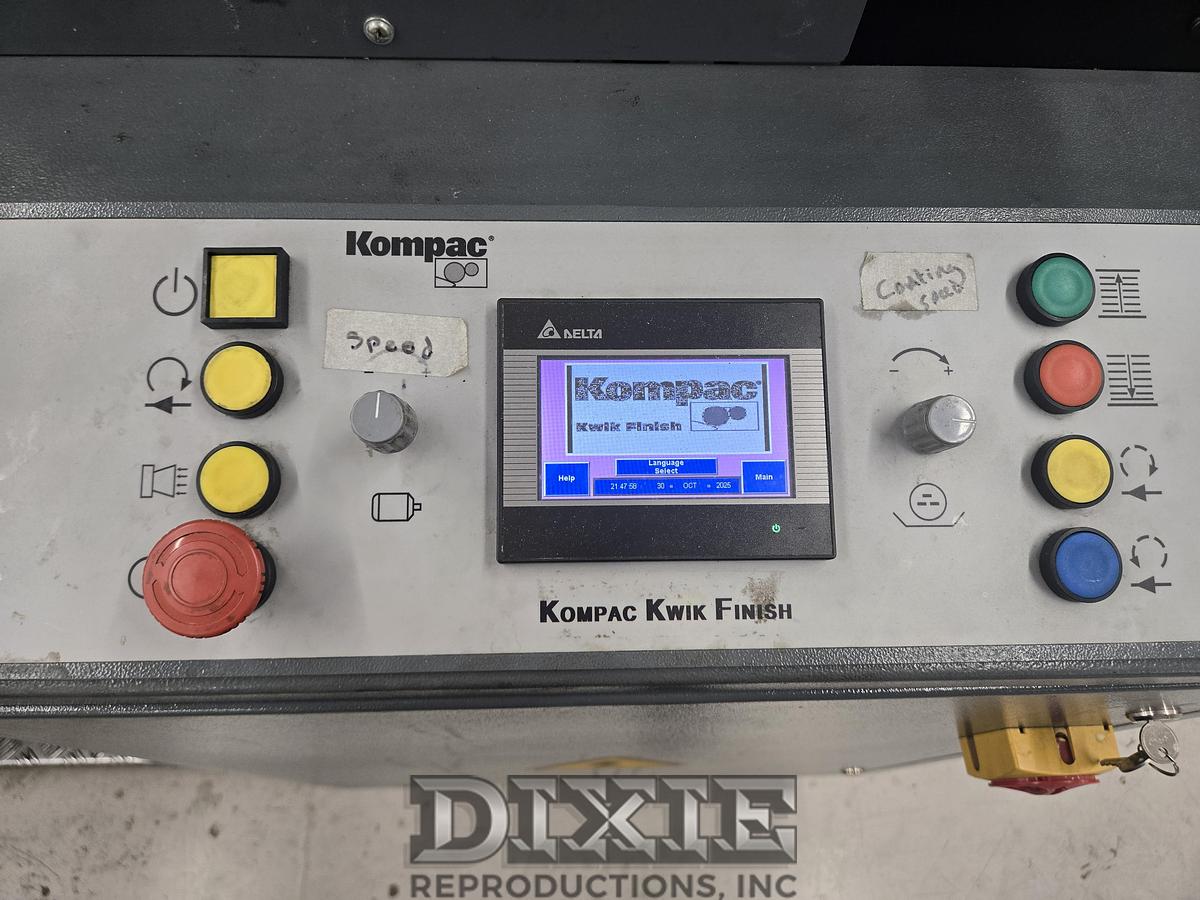 Kompac®
Speed
- +
DELTA
Coating
speed
- +
Kompac
Kwik Finish
Help
Language
Select
Main
21:47:58 30 OCT 2025
KOMPAC KWIK FINISH
DIXIE
REPRODUCTIONS, INC